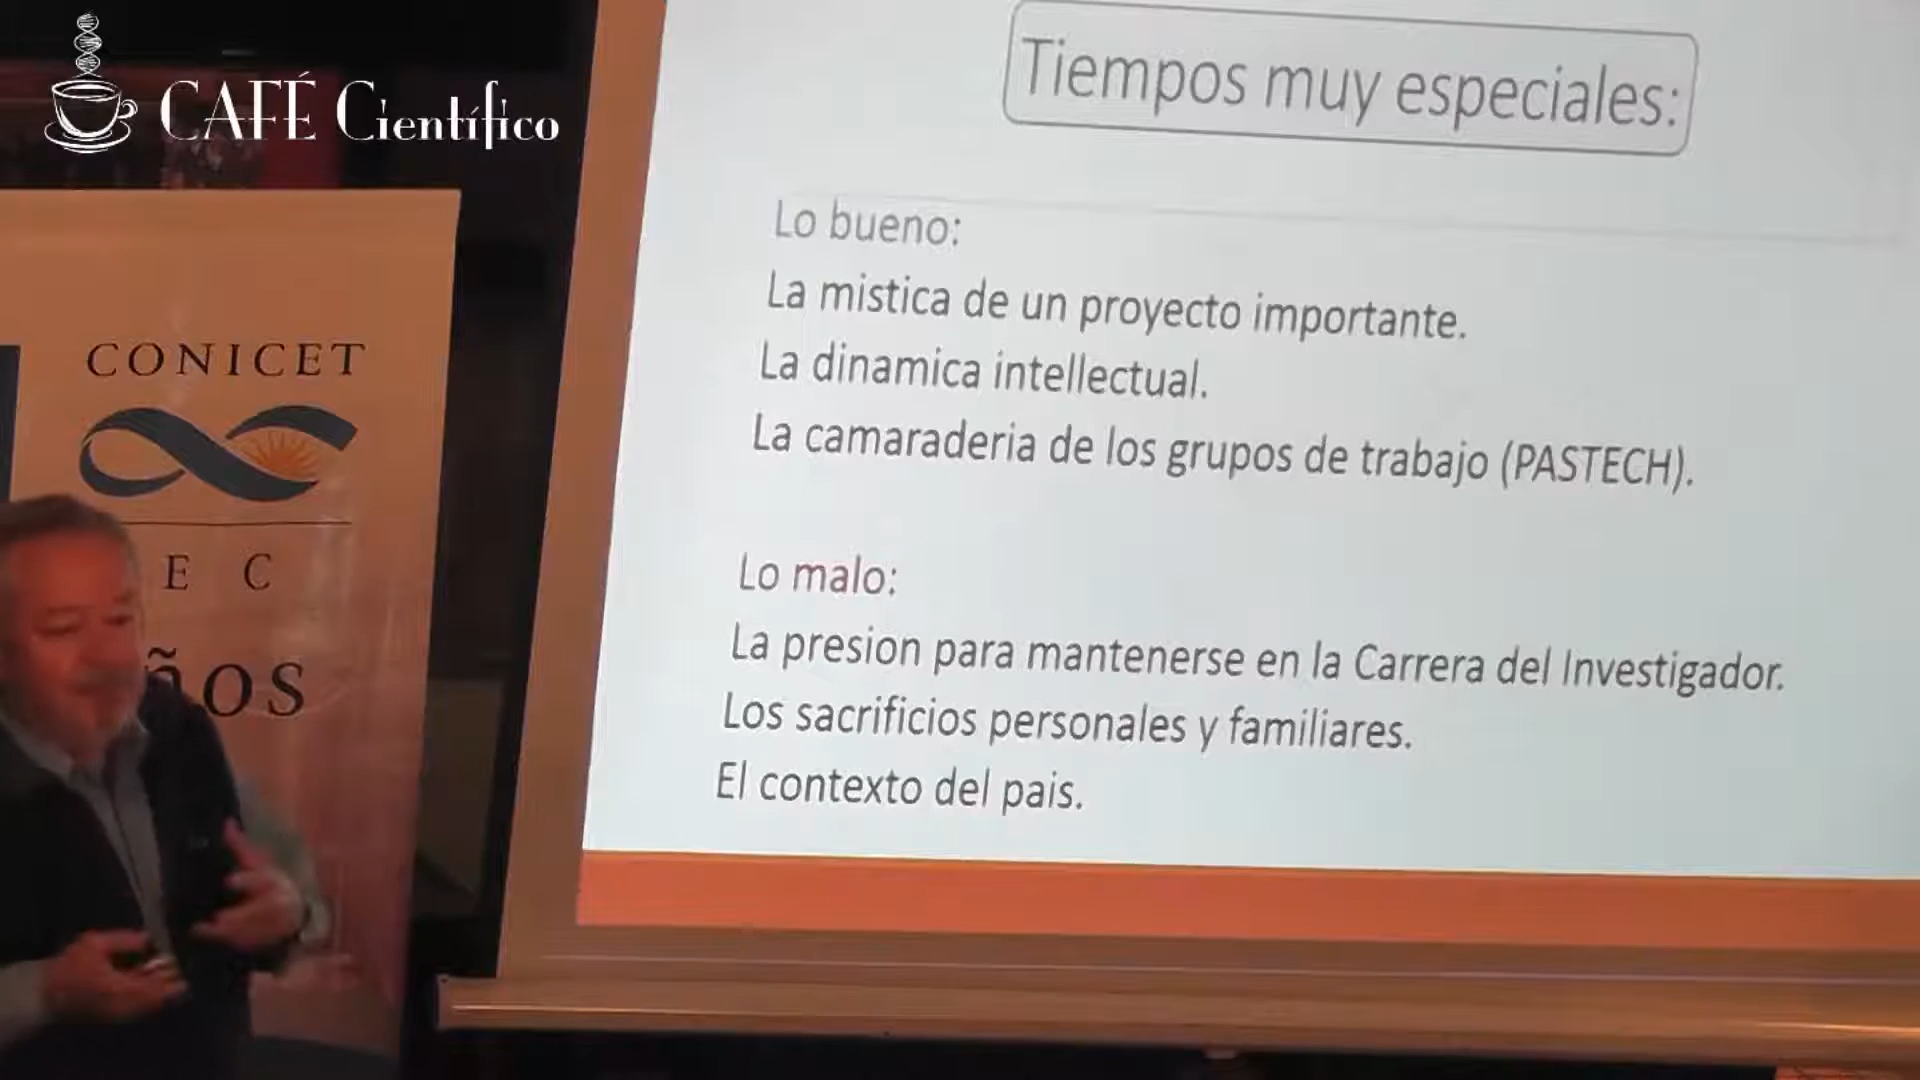 CAFÉ Científico
CONICET
E C
ños
Tiempos muy especiales:
Lo bueno:
La mistica de un proyecto importante.
La dinamica intellectual.
La camaraderia de los grupos de trabajo (PASTECH).
Lo malo:
La presion para mantenerse en la Carrera del Investigador.
Los sacrificios personales y familiares.
El contexto del pais.